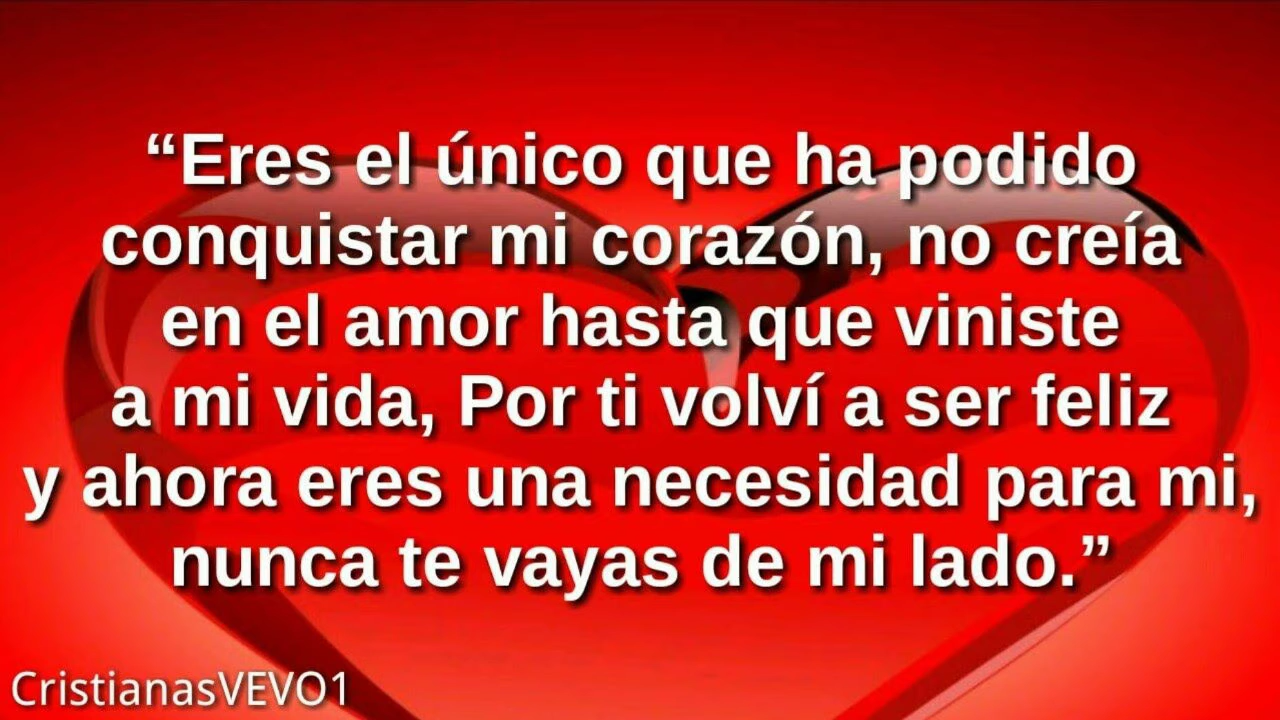 “Eres el único que ha podido
conquistar mi corazón, no creía
en el amor hasta que viniste
a mi vida, Por ti volví a ser feliz
y ahora eres una necesidad para mi,
nunca te vayas de mi lado.”
CristianasVEVO1